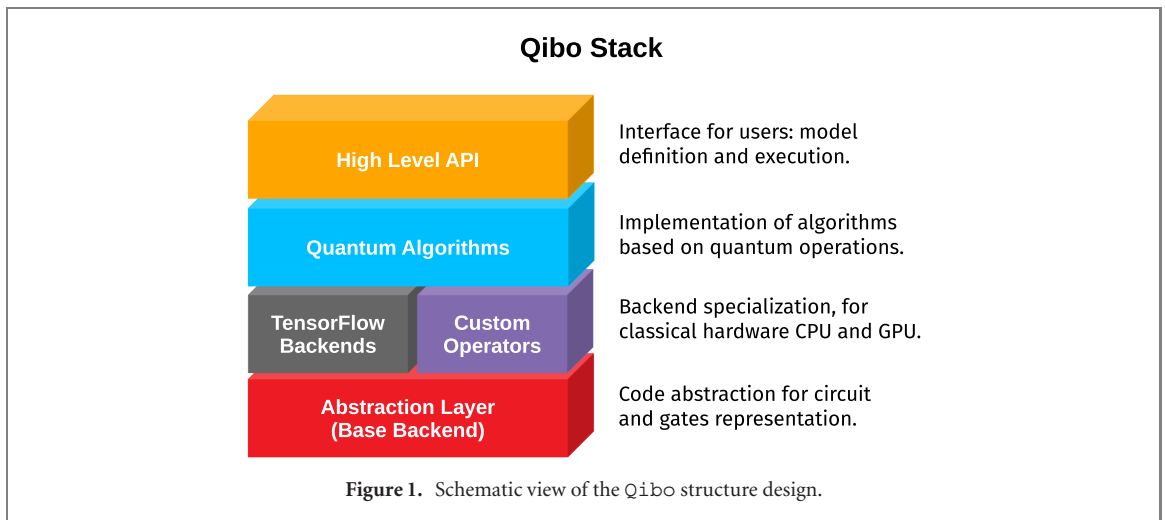 Qibo Stack
High Level API
Interface for users: model
definition and execution.
Quantum Algorithms
Implementation of algorithms
based on quantum operations.
TensorFlow
Backends
Custom
Operators
Backend specialization, for
classical hardware CPU and GPU.
Abstraction Layer
(Base Backend)
Code abstraction for circuit
and gates representation.
Figure 1. Schematic view of the Qibo structure design.